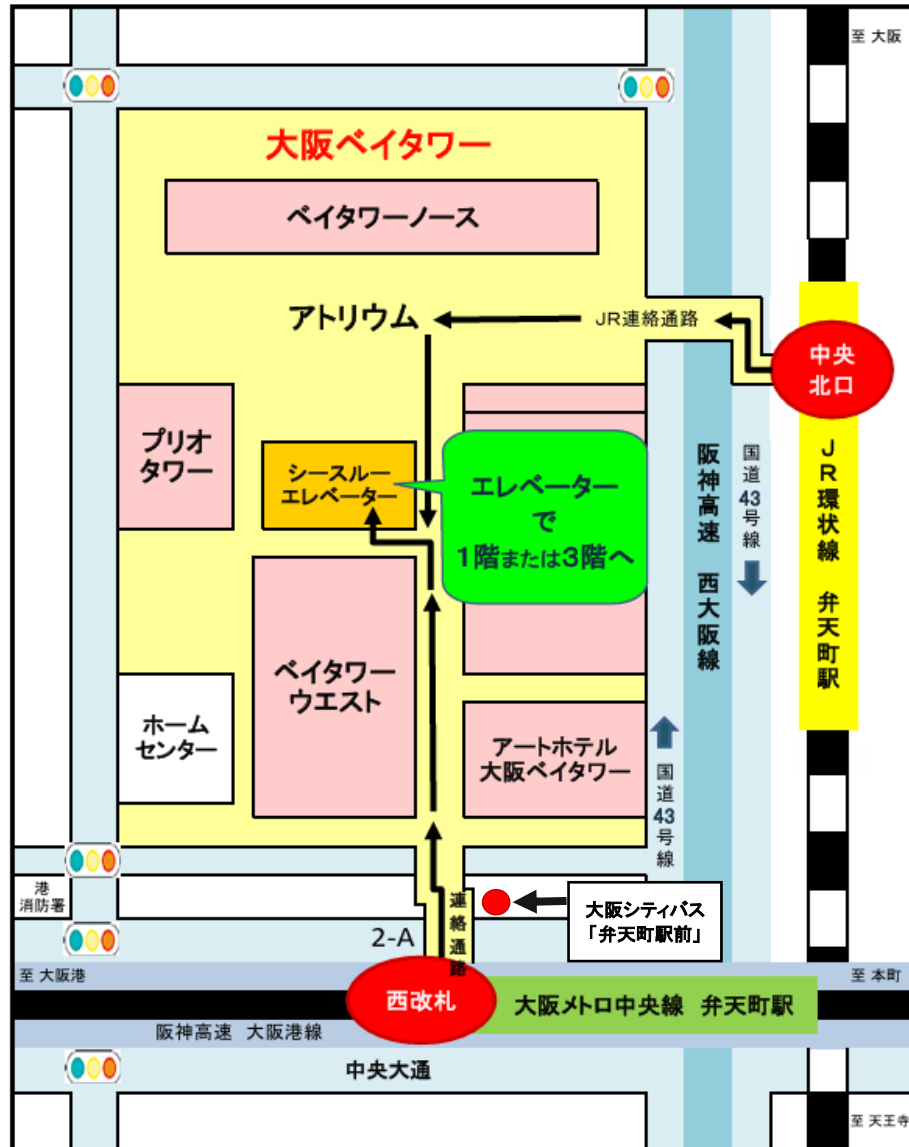 至 大阪
大阪ベイタワー
ベイタワーノース
アトリウム
JR連絡通路
中央
北口
プリオ
タワー
シースルー
エレベーター
エレベーター
で
1階または3階へ
阪神高速 西大阪線
国道43号線
JR環状線 弁天町駅
ベイタワー
ウエスト
ホーム
センター
アートホテル
大阪ベイタワー
国道43号線
港
消防署
連絡通路
大阪シティバス
「弁天町駅前」
2-A
至 大阪港
至 本町
西改札
大阪メトロ中央線 弁天町駅
阪神高速 大阪港線
中央大通
至 天王寺